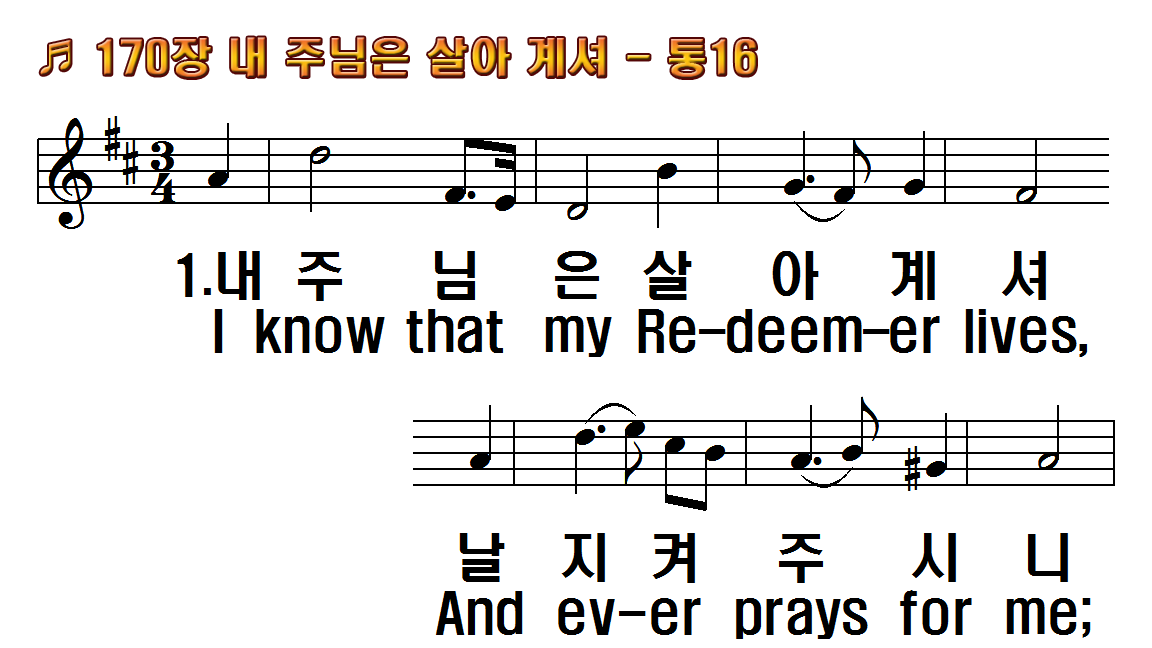 ♬ 170장 내 주님은 살아 계셔 - 통16
3
4
1.내 주 님 은 살 아 계 셔
I know that my Re-deem-er lives,
날 지 켜 주 시 니
And ev-er prays for me;